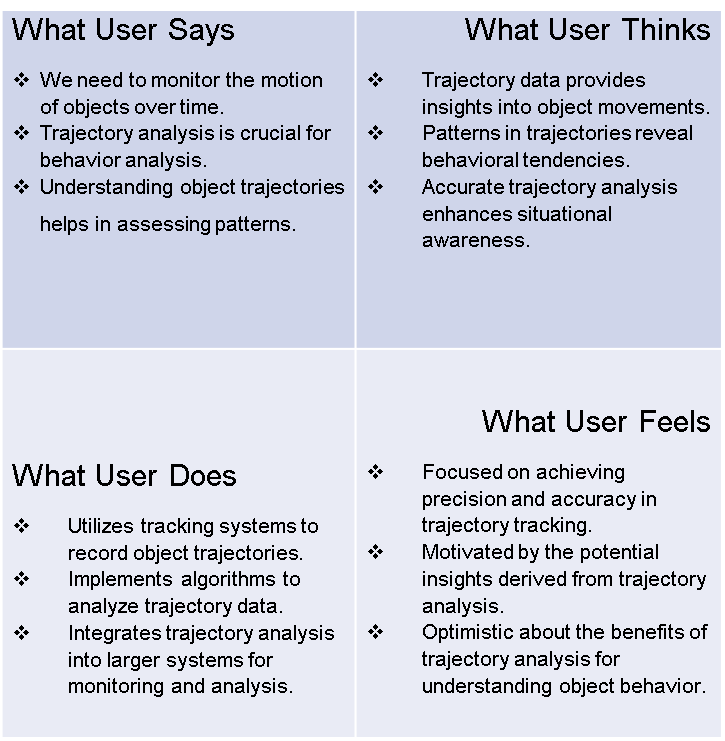 What User Says
❖ We need to monitor the motion
of objects over time.
❖ Trajectory analysis is crucial for
behavior analysis.
❖ Understanding object trajectories
helps in assessing patterns.
What User Thinks
❖ Trajectory data provides
insights into object movements.
❖ Patterns in trajectories reveal
behavioral tendencies.
❖ Accurate trajectory analysis
enhances situational
awareness.
What User Does
❖ Utilizes tracking systems to
record object trajectories.
❖ Implements algorithms to
analyze trajectory data.
❖ Integrates trajectory analysis
into larger systems for
monitoring and analysis.
What User Feels
❖ Focused on achieving
precision and accuracy in
trajectory tracking.
❖ Motivated by the potential
insights derived from trajectory
analysis.
❖ Optimistic about the benefits of
trajectory analysis for
understanding object behavior.